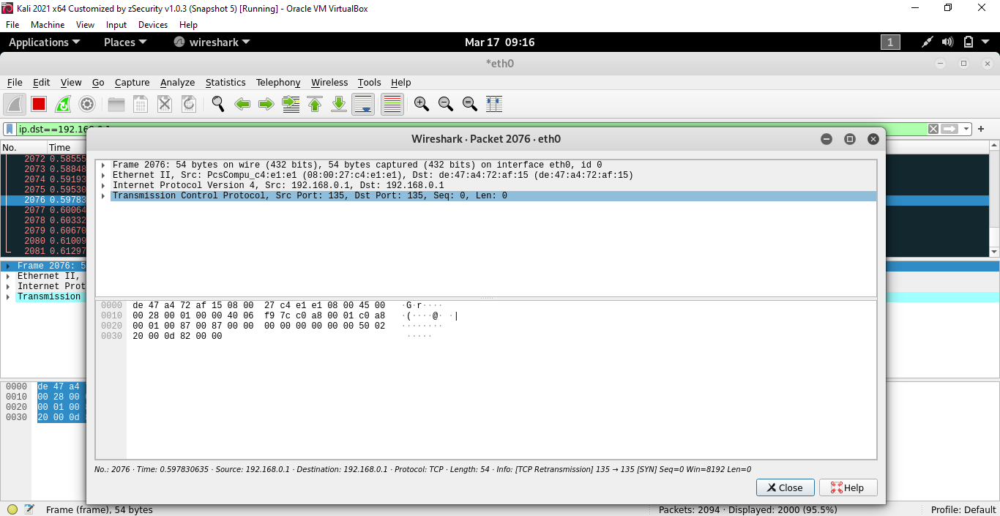 Kali 2021 x64 Customized by zSecurity v1.0.3 (Snapshot 5) [Running] - Oracle VM VirtualBox
File Machine View Input Devices Help
Applications Places wireshark Mar 17 09:16 1
*eth0
File Edit View Go Capture Analyze Statistics Telephony Wireless Tools Help
ip.dst==192.168.0.1
Wireshark · Packet 2076 · eth0
No. Time
2072 0.58555
2073 0.58848
2074 0.59193
2075 0.59530
2076 0.59783
2077 0.60064
2078 0.60332
2079 0.60670
2080 0.61009
2081 0.61297
Frame 2076: 5
Ethernet II,
Internet Prot
Transmission
0000 de 47 a4
0010 00 28 00
0020 00 01 00
0030 20 00 0d
Frame 2076: 54 bytes on wire (432 bits), 54 bytes captured (432 bits) on interface eth0, id 0
Ethernet II, Src: PcsCompu_c4:e1:e1 (08:00:27:c4:e1:e1), Dst: de:47:a4:72:af:15 (de:47:a4:72:af:15)
Internet Protocol Version 4, Src: 192.168.0.1, Dst: 192.168.0.1
Transmission Control Protocol, Src Port: 135, Dst Port: 135, Seq: 0, Len: 0
0000 de 47 a4 72 af 15 08 00 27 c4 e1 e1 08 00 45 00 ·G·r····
0010 00 28 00 01 00 00 40 06 f9 7c c0 a8 00 01 c0 a8 ·(····@· ·|
0020 00 01 00 87 00 87 00 00 00 00 00 00 00 00 50 02 ········
0030 20 00 0d 82 00 00 ·····
No.: 2076 · Time: 0.597830635 · Source: 192.168.0.1 · Destination: 192.168.0.1 · Protocol: TCP · Length: 54 · Info: [TCP Retransmission] 135 → 135 [SYN] Seq=0 Win=8192 Len=0
Close Help
Frame (frame), 54 bytes Packets: 2094 · Displayed: 2000 (95.5%) Profile: Default